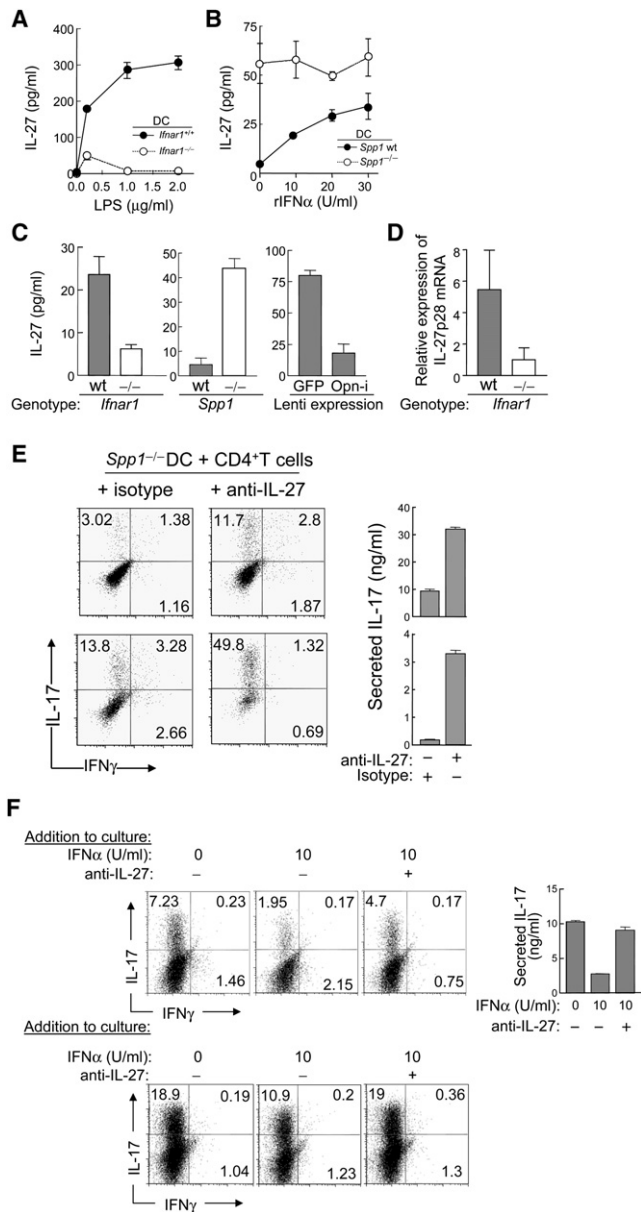 A
B
400
300
200
100
0
IL-27 (pg/ml)
0.0 0.5 1.0 1.5 2.0
LPS (μg/ml)
DC
Ifnar1+/+
Ifnar1–/–
75
60
45
30
15
0
IL-27 (pg/ml)
0 10 20 30
rIFNα (U/ml)
DC
Spp1 wt
Spp1–/–
C
D
IL-27 (pg/ml)
30
20
10
0
wt –/–
Genotype: Ifnar1
50
40
30
20
10
0
wt –/–
Spp1
100
75
50
25
0
GFP Opn-i
Lenti expression
Relative expression of
IL-27p28 mRNA
8
6
4
2
0
wt –/–
Genotype: Ifnar1
E
Spp1–/– DC + CD4+T cells
+ isotype + anti-IL-27
3.02 1.38
1.16
11.7 2.8
1.87
13.8 3.28
2.66
49.8 1.32
0.69
IL-17
IFNγ
Secreted IL-17 (ng/ml)
40
30
20
10
0
4
3
2
1
0
anti-IL-27: – +
Isotype: + –
F
Addition to culture:
IFNα (U/ml): 0 10 10
anti-IL-27: – – +
7.23 0.23
1.46
1.95 0.17
2.15
4.7 0.17
0.75
IL-17
IFNγ
Secreted IL-17
(ng/ml)
15
10
5
0
IFNα (U/ml): 0 10 10
anti-IL-27: – – +
Addition to culture:
IFNα (U/ml): 0 10 10
anti-IL-27: – – +
18.9 0.19
1.04
10.9 0.2
1.23
19 0.36
1.3
IL-17
IFNγ